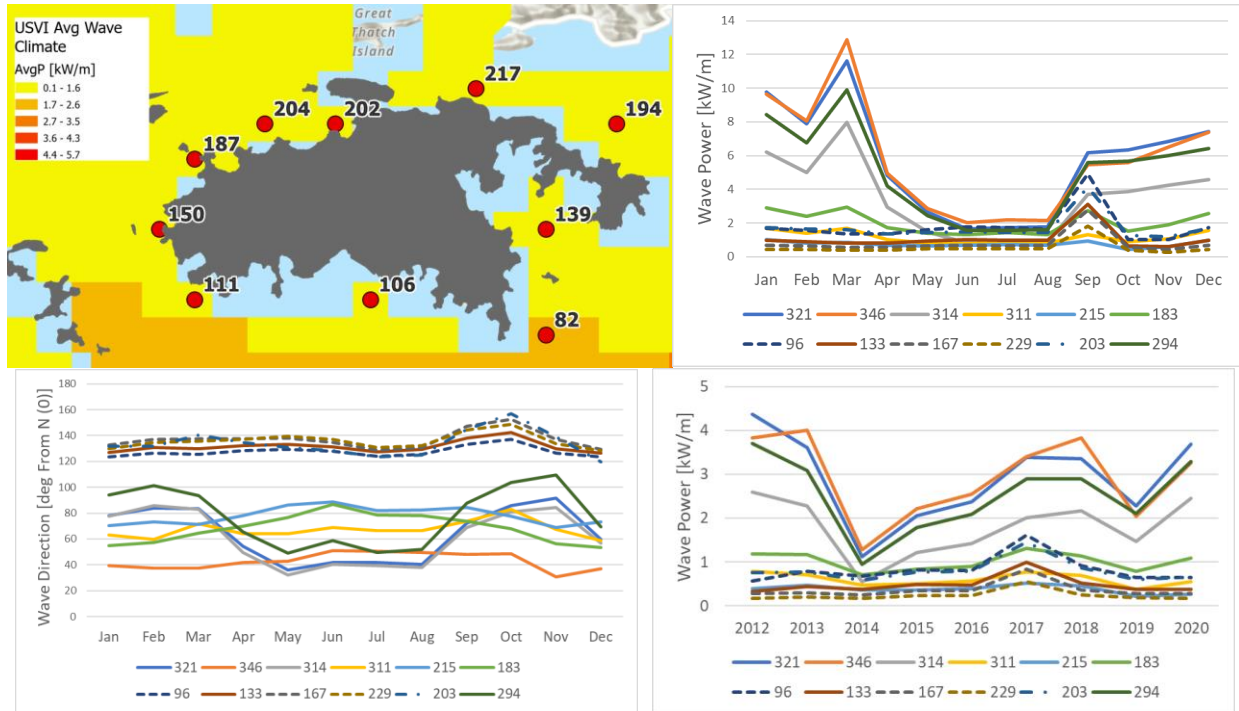 USVI Avg Wave
Climate
AvgP [kW/m]
0.1 - 1.6
1.7 - 2.6
2.7 - 3.5
3.6 - 4.3
4.4 - 5.7
Great
Thatch
Island
217
204
202
194
187
150
139
111
106
82
Wave Power [kW/m]
14
12
10
8
6
4
2
0
Jan Feb Mar Apr May Jun Jul Aug Sep Oct Nov Dec
321 346 314 311 215 183
96 133 167 229 203 294
Wave Direction [deg From N (0)]
180
160
140
120
100
80
60
40
20
0
Jan Feb Mar Apr May Jun Jul Aug Sep Oct Nov Dec
321 346 314 311 215 183
96 133 167 229 203 294
Wave Power [kW/m]
5
4
3
2
1
0
2012 2013 2014 2015 2016 2017 2018 2019 2020
321 346 314 311 215 183
96 133 167 229 203 294